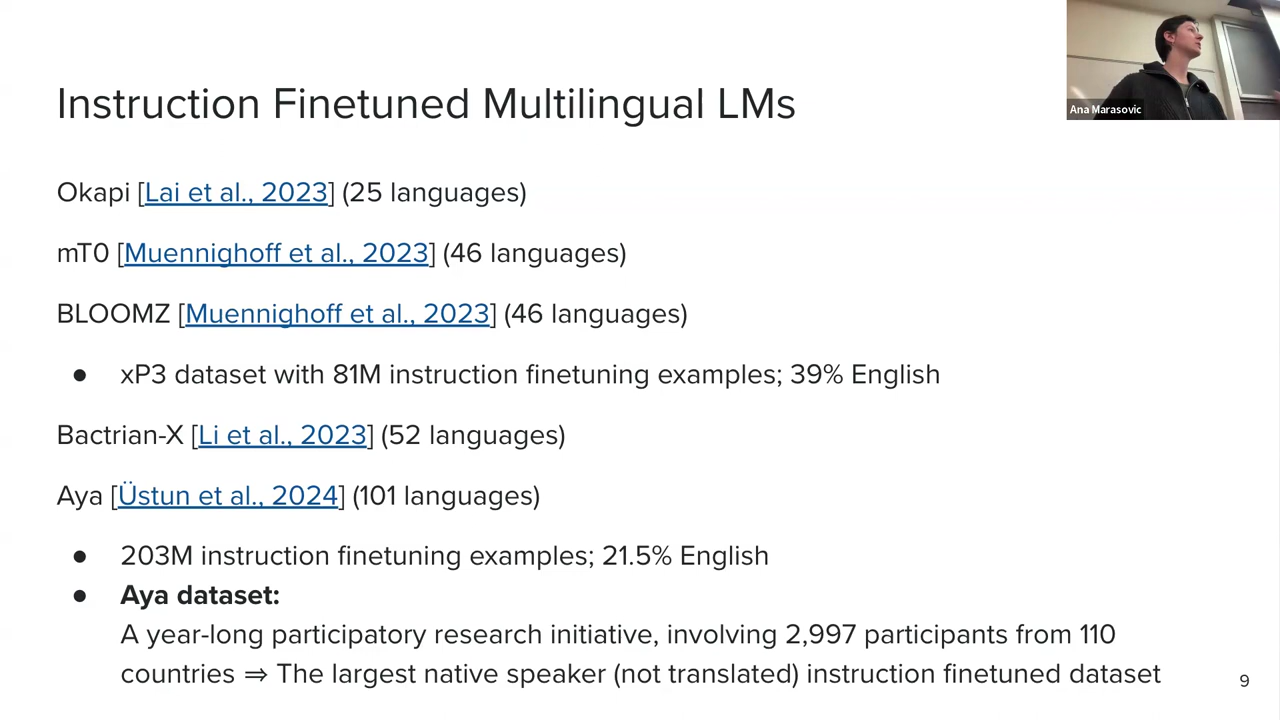 Ana Marasovic
Instruction Finetuned Multilingual LMs
Okapi [Lai et al., 2023] (25 languages)
mT0 [Muennighoff et al., 2023] (46 languages)
BLOOMZ [Muennighoff et al., 2023] (46 languages)
● xP3 dataset with 81M instruction finetuning examples; 39% English
Bactrian-X [Li et al., 2023] (52 languages)
Aya [Üstun et al., 2024] (101 languages)
● 203M instruction finetuning examples; 21.5% English
● Aya dataset:
A year-long participatory research initiative, involving 2,997 participants from 110
countries ⇒ The largest native speaker (not translated) instruction finetuned dataset
9